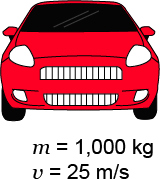 m = 1,000 kg
v = 25 m/s